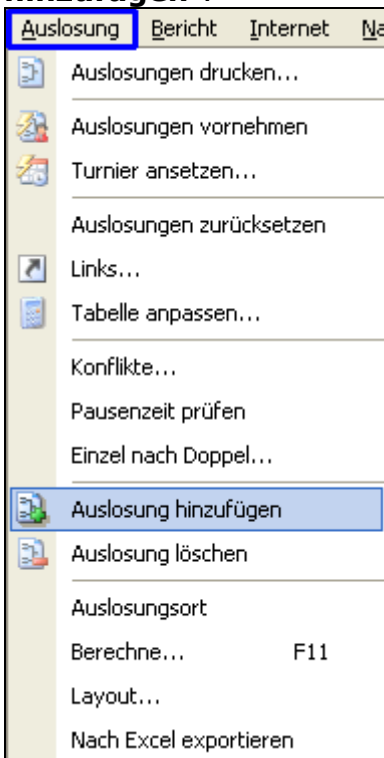 Auslosung Bericht Internet Na
Auslosungen drucken...
Auslosungen vornehmen
Turnier ansetzen...
Auslosungen zurücksetzen
Links...
Tabelle anpassen...
Konflikte...
Pausenzeit prüfen
Einzel nach Doppel...
Auslosung hinzufügen
Auslosung löschen
Auslosungsort
Berechne... F11
Layout...
Nach Excel exportieren